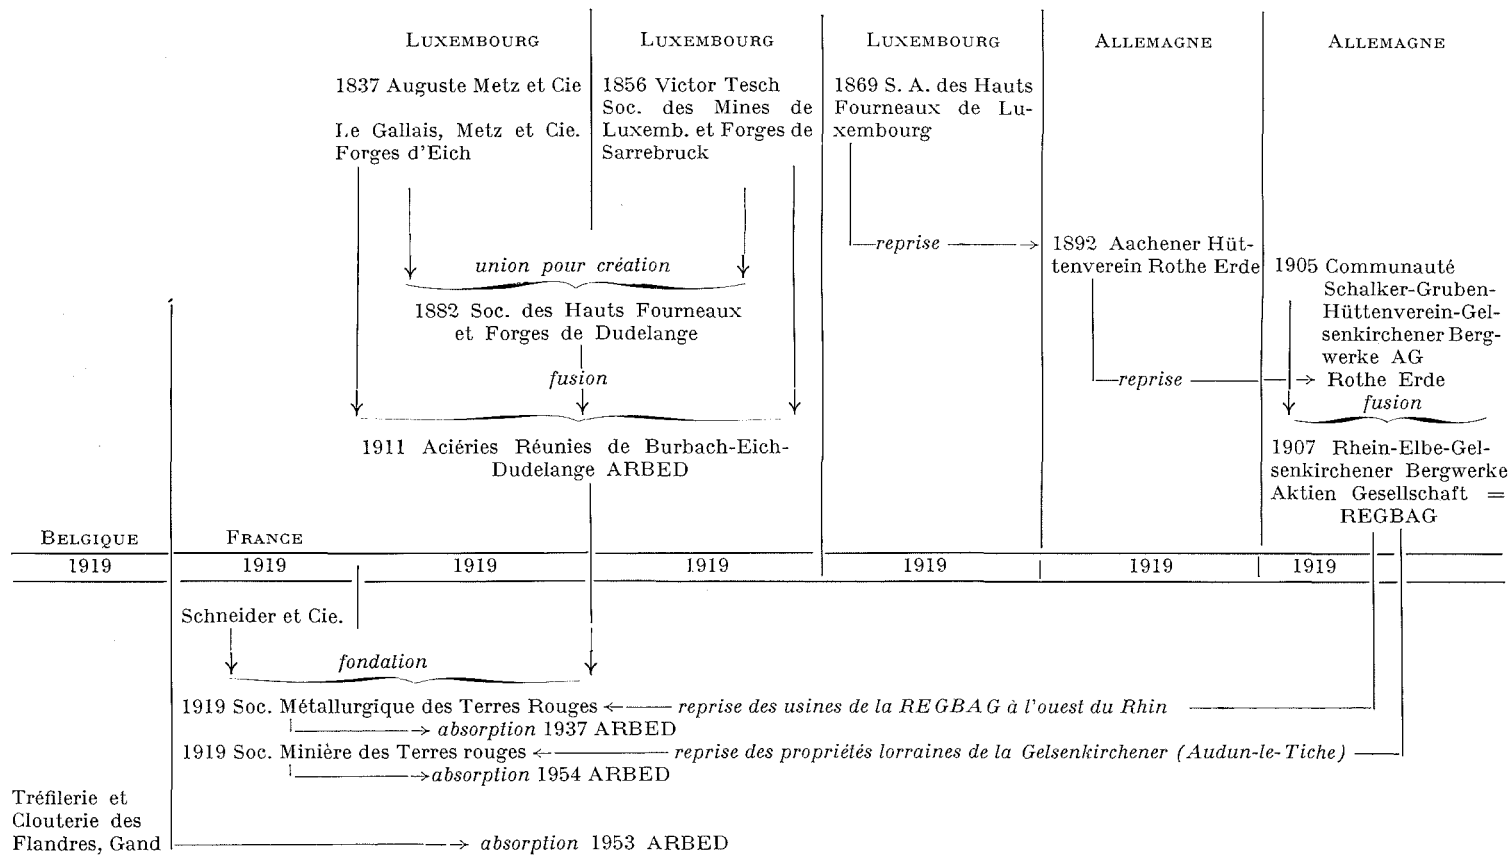 LUXEMBOURG
LUXEMBOURG
LUXEMBOURG
ALLEMAGNE
ALLEMAGNE
1837 Auguste Metz et Cie
Le Gallais, Metz et Cie.
Forges d'Eich
1856 Victor Tesch
Soc. des Mines de
Luxemb. et Forges de
Sarrebruck
1869 S. A. des Hauts
Fourneaux de Lu-
xembourg
reprise
1892 Aachener Hüt-
tenverein Rothe Erde
1905 Communauté
Schalker-Gruben-
Hüttenverein-Gel-
senkirchener Berg-
werke AG
reprise
Rothe Erde
fusion
union pour création
1882 Soc. des Hauts Fourneaux
et Forges de Dudelange
fusion
1911 Aciéries Réunies de Burbach-Eich-
Dudelange ARBED
1907 Rhein-Elbe-Gel-
senkirchener Bergwerke
Aktien Gesellschaft =
REGBAG
BELGIQUE
FRANCE
1919
1919
1919
1919
1919
1919
1919
Schneider et Cie.
fondation
1919 Soc. Métallurgique des Terres Rouges
reprise des usines de la REGBAG à l'ouest du Rhin
absorption 1937 ARBED
1919 Soc. Minière des Terres rouges
reprise des propriétés lorraines de la Gelsenkirchener (Audun-le-Tiche)
absorption 1954 ARBED
Tréfilerie et
Clouterie des
Flandres, Gand
absorption 1953 ARBED